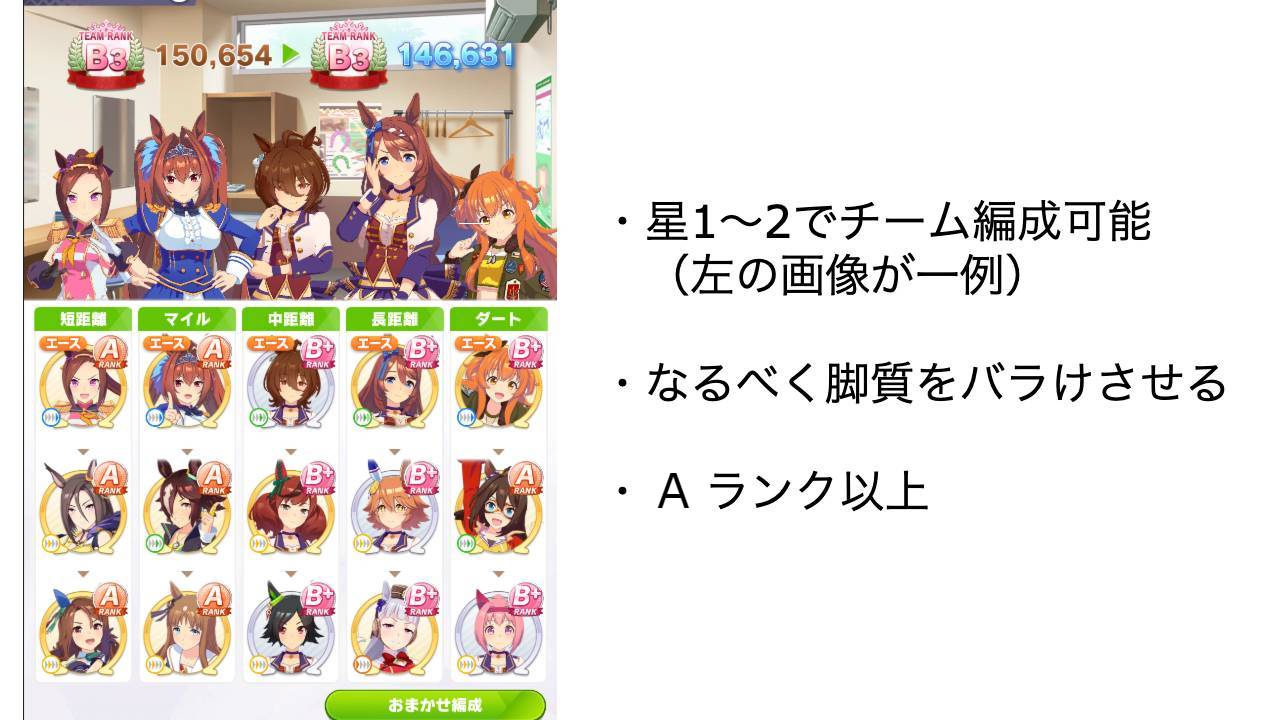 TEAM RANK
B3
150,654
TEAM RANK
B3
146,631
短距離
マイル
中距離
長距離
ダート
エース
A
RANK
エース
A
RANK
エース
B+
RANK
エース
B+
RANK
エース
B+
RANK
A
RANK
A
RANK
B+
RANK
B+
RANK
A
RANK
A
RANK
A
RANK
B+
RANK
B+
RANK
B+
RANK
おまかせ編成
・星1〜2でチーム編成可能
（左の画像が一例）
・なるべく脚質をバラけさせる
・A ランク以上